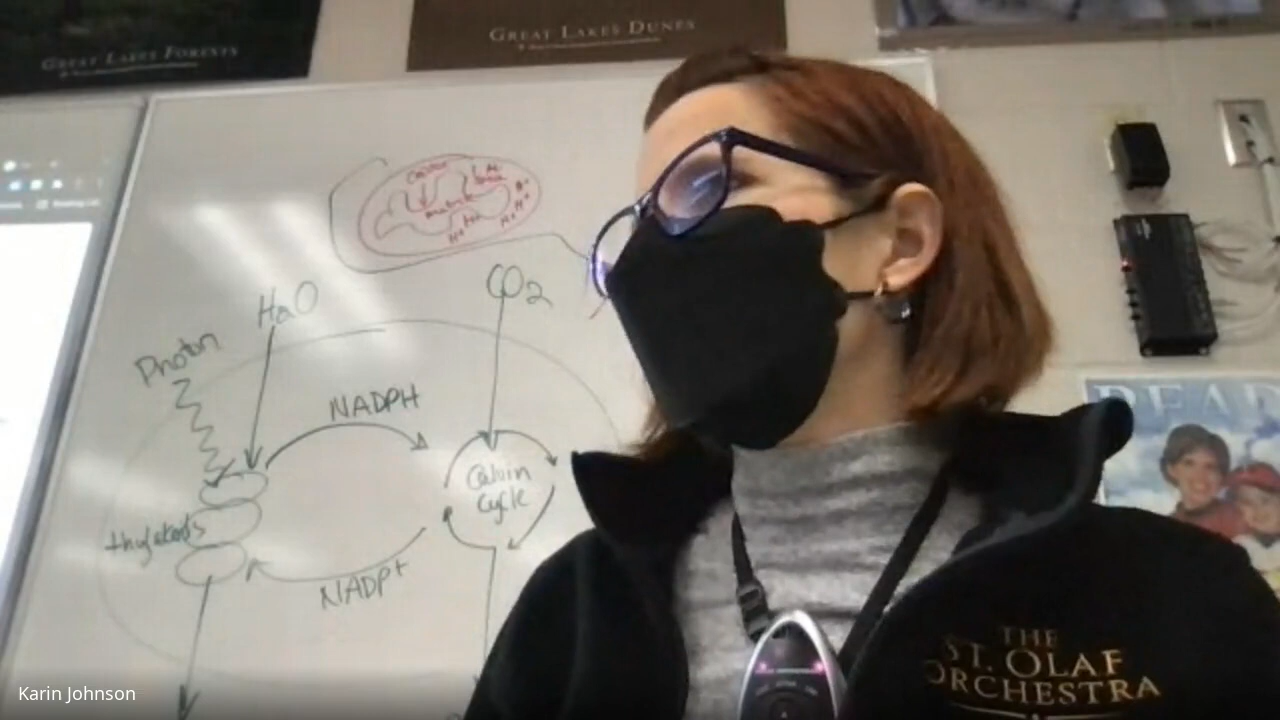 GREAT LAKES FORESTS
GREAT LAKES DUNES
matrix
H+
H+
H+
H2O
CO2
Photon
NADPH
Calvin
Cycle
thylakoids
NADP+
READ
THE
ST. OLAF
ORCHESTRA
Karin Johnson